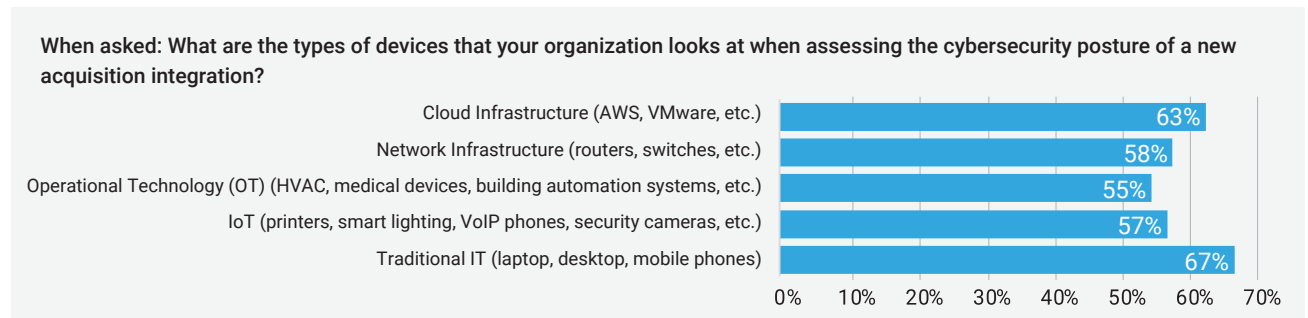 When asked: What are the types of devices that your organization looks at when assessing the cybersecurity posture of a new
acquisition integration?
Cloud Infrastructure (AWS, VMware, etc.) 63%
Network Infrastructure (routers, switches, etc.) 58%
Operational Technology (OT) (HVAC, medical devices, building automation systems, etc.) 55%
IoT (printers, smart lighting, VoIP phones, security cameras, etc.) 57%
Traditional IT (laptop, desktop, mobile phones) 67%
0% 10% 20% 30% 40% 50% 60% 70%